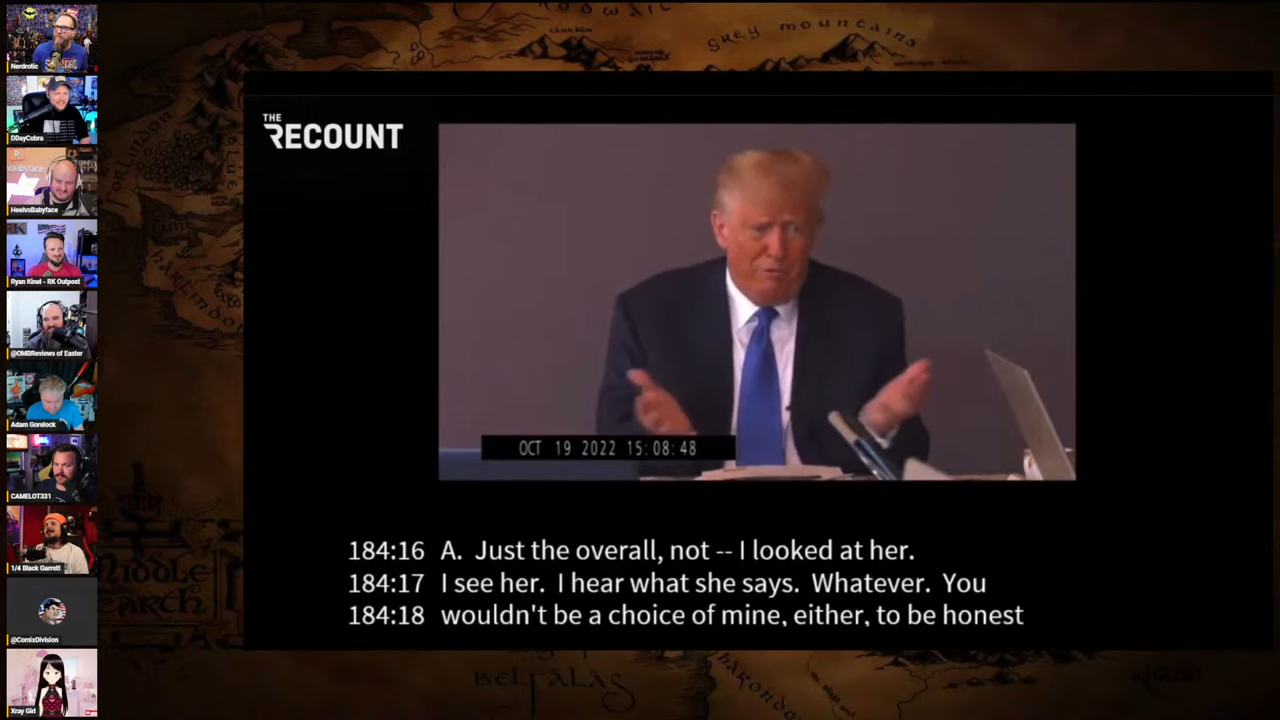 Nerdrotic
DDayCobra
HeelvsBabyface
Ryan Kinel - RK Outpost
@OMBReviews of Easter
Adam Gorelock
CAMELOT331
1/4 Black Garrett
@ComixDivision
Xray Girl
GREY MOUNTAINS
THE
RECOUNT
OCT 19 2022 15:08:48
184:16 A. Just the overall, not -- I looked at her.
184:17 I see her. I hear what she says. Whatever. You
184:18 wouldn't be a choice of mine, either, to be honest
BELFALAS